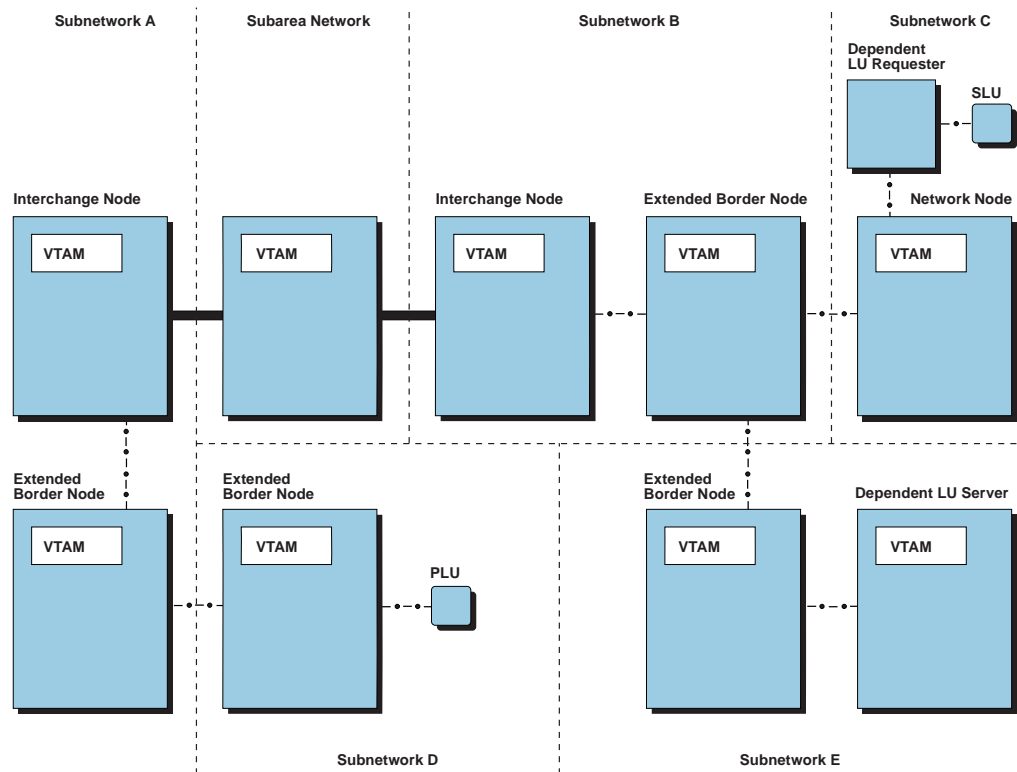 Subnetwork A
Subarea Network
Subnetwork B
Subnetwork C
Dependent
LU Requester
SLU
Interchange Node
Interchange Node
Extended Border Node
Network Node
VTAM
VTAM
VTAM
VTAM
VTAM
Extended
Border Node
Extended
Border Node
Extended
Border Node
Dependent LU Server
VTAM
VTAM
VTAM
VTAM
PLU
Subnetwork D
Subnetwork E